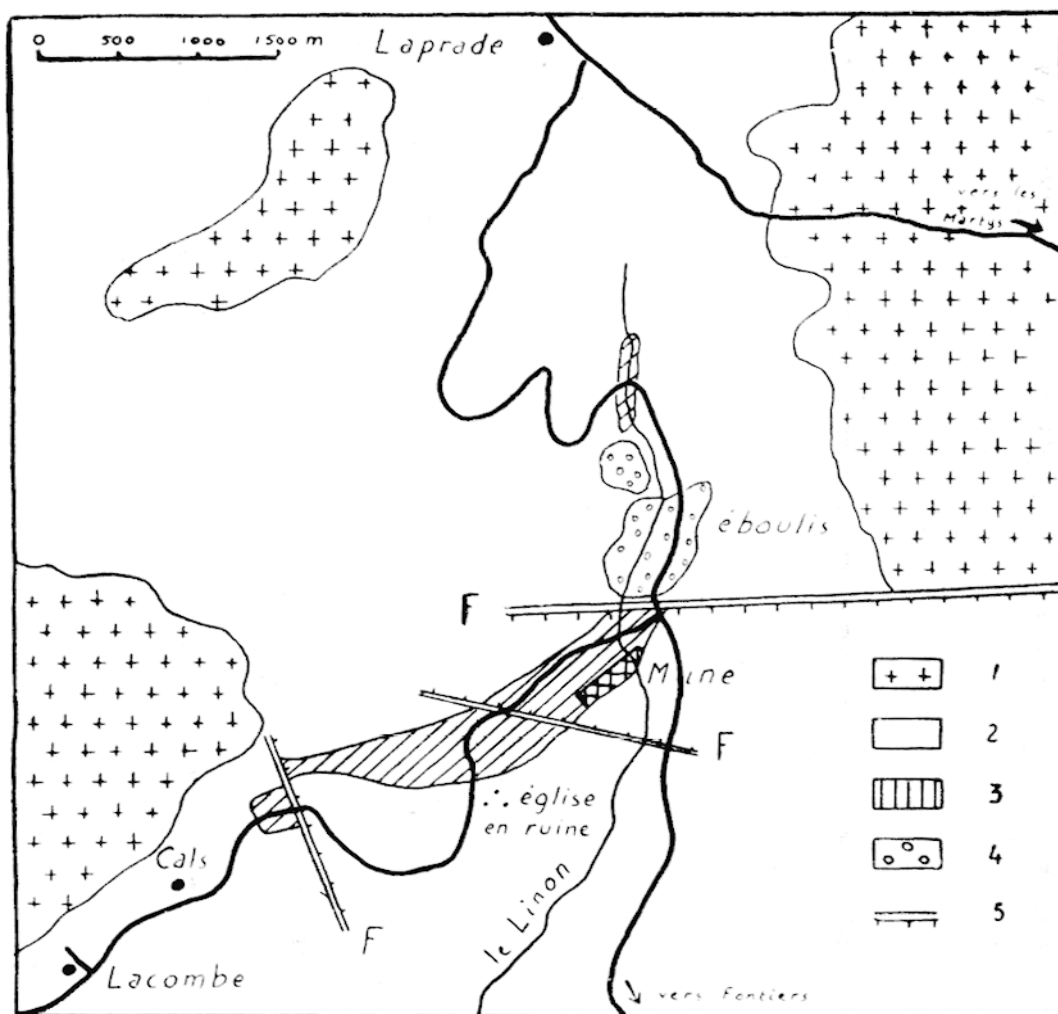 0 500 1000 1500 m
Laprade
vers les
Martys
éboulis
F
Mine
F
église
en ruine
Cals
F
Lacombe
le Linon
vers Fontiers
1
2
3
4
5